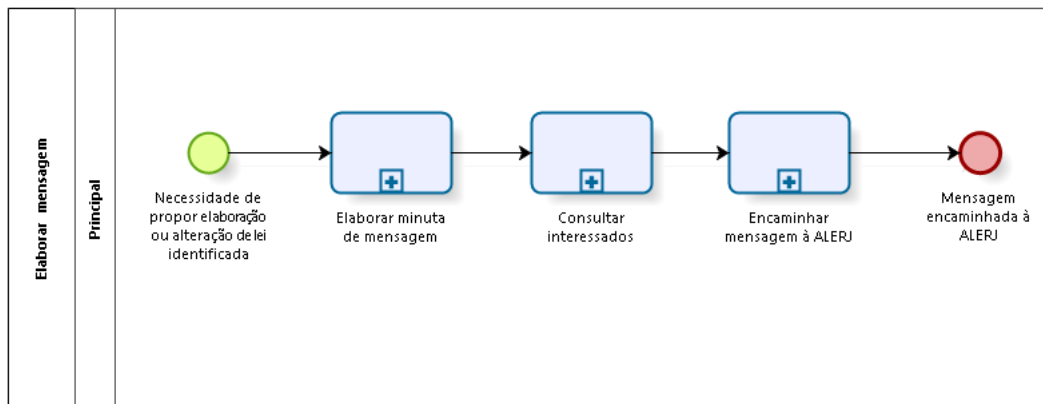 Elaborar mensagem
Principal
Necessidade de
propor elaboração
ou alteração de lei
identificada
Elaborar minuta
de mensagem
Consultar
interessados
Encaminhar
mensagem à ALERJ
Mensagem
encaminhada à
ALERJ